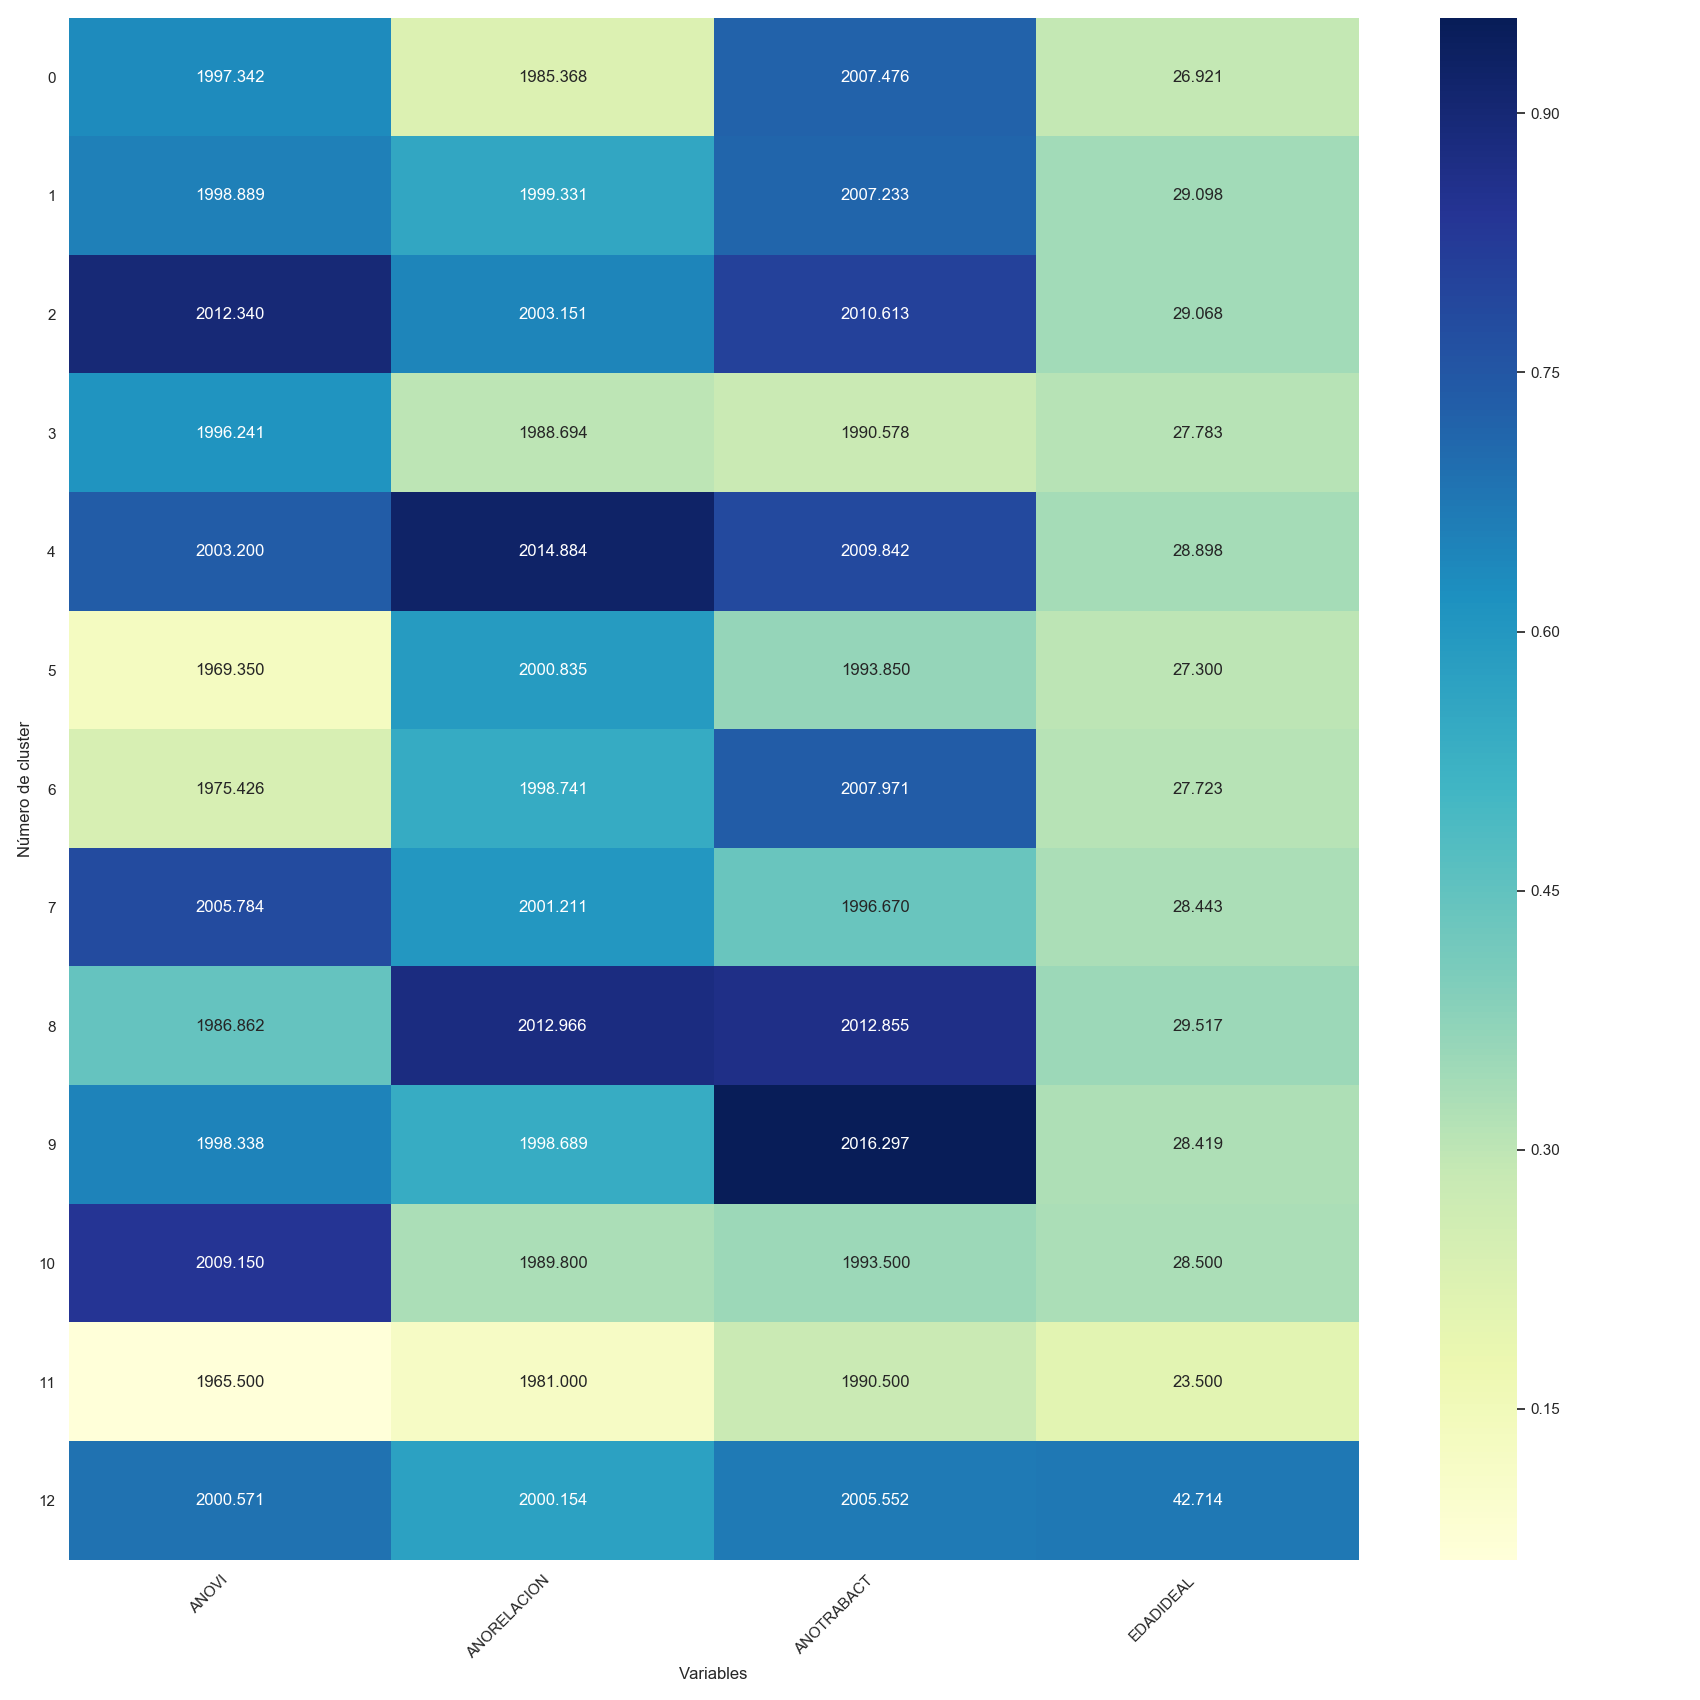 0 1997.342 1985.368 2007.476 26.921
1 1998.889 1999.331 2007.233 29.098
2 2012.340 2003.151 2010.613 29.068
3 1996.241 1988.694 1990.578 27.783
4 2003.200 2014.884 2009.842 28.898
5 1969.350 2000.835 1993.850 27.300
6 1975.426 1998.741 2007.971 27.723
7 2005.784 2001.211 1996.670 28.443
8 1986.862 2012.966 2012.855 29.517
9 1998.338 1998.689 2016.297 28.419
10 2009.150 1989.800 1993.500 28.500
11 1965.500 1981.000 1990.500 23.500
12 2000.571 2000.154 2005.552 42.714
Número de cluster
ANOVI ANORELACION ANOTRABACT EDADIDEAL
Variables
0.90
0.75
0.60
0.45
0.30
0.15